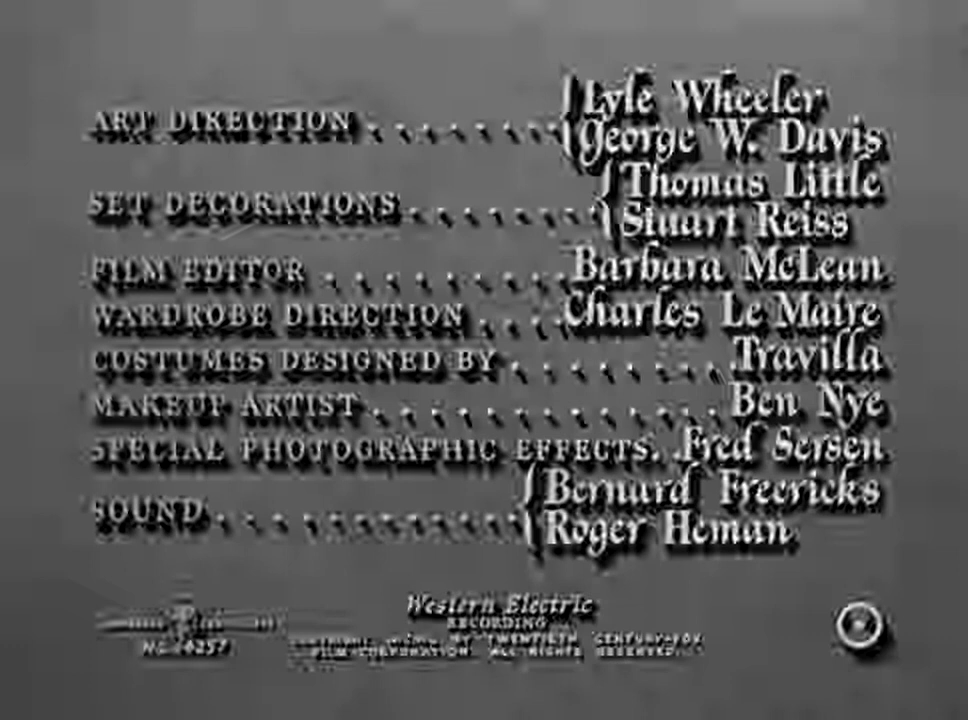 ART DIRECTION . . . . . . . Lyle Wheeler
George W. Davis
SET DECORATIONS . . . . . . . Thomas Little
Stuart Reiss
FILM EDITOR . . . . . . . . Barbara McLean
WARDROBE DIRECTION . . . . Charles Le Maire
COSTUMES DESIGNED BY . . . . . . . . Travilla
MAKEUP ARTIST . . . . . . . . . . . . Ben Nye
SPECIAL PHOTOGRAPHIC EFFECTS . . Fred Sersen
SOUND . . . . . . . . . . . Bernard Freericks
Roger Heman
Western Electric
RECORDING
BY TWENTIETH CENTURY-FOX
FILM CORPORATION. ALL RIGHTS RESERVED.